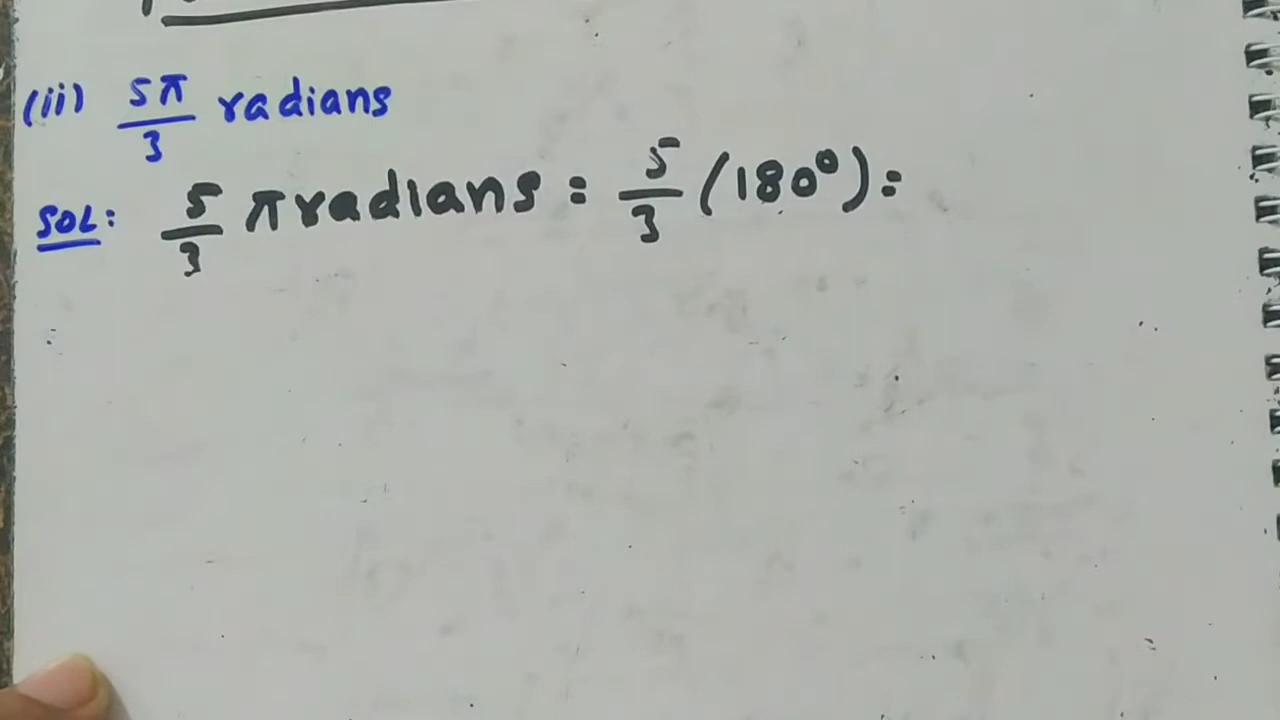 (ii) 5π/3 radians
SOL: 5/3 π radians = 5/3 (180°) =